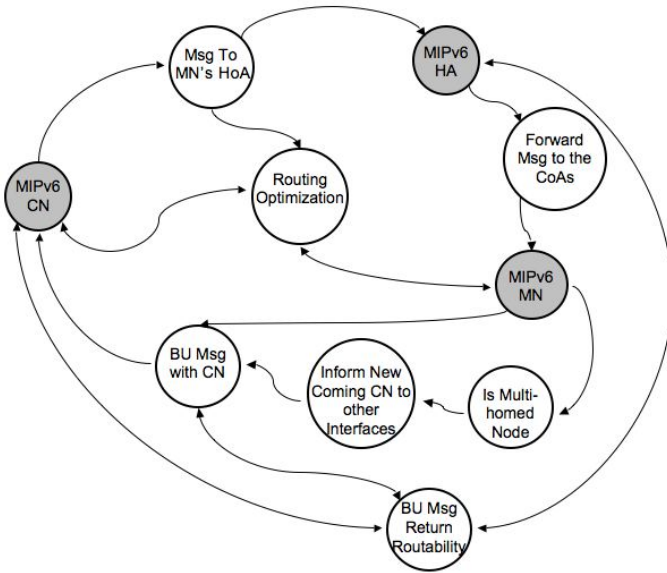 Msg To
MN's HoA
MIPv6
HA
Forward
Msg to the
CoAs
MIPv6
CN
Routing
Optimization
MIPv6
MN
BU Msg
with CN
Inform New
Coming CN to
other
Interfaces
Is Multi-
homed
Node
BU Msg
Return
Routability